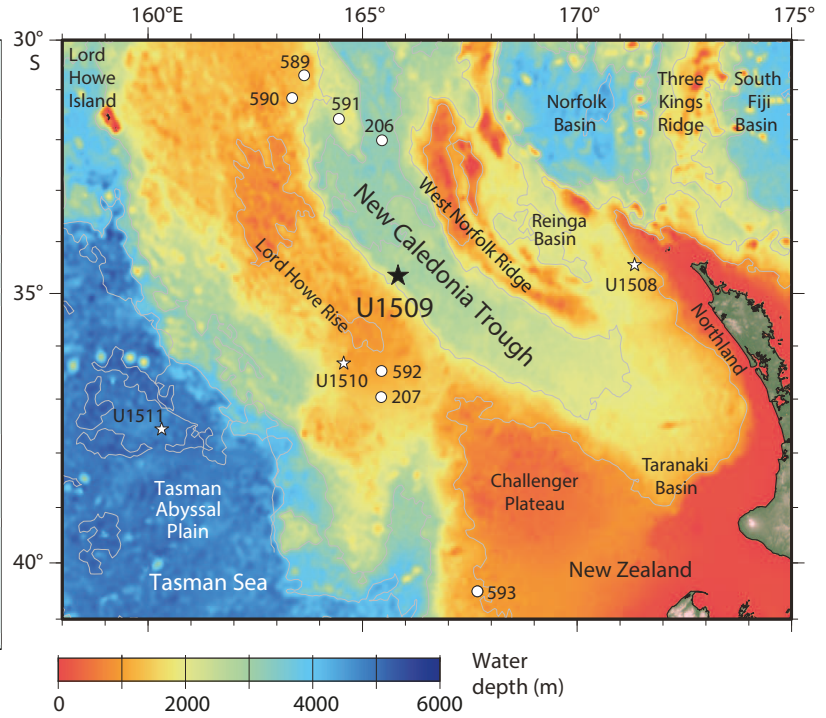 160°E 165° 170° 175°
30°
S
Lord
Howe
Island
589
590
591
206
Norfolk
Basin
Three
Kings
Ridge
South
Fiji
Basin
New Caledonia Trough
West Norfolk Ridge
Reinga
Basin
Lord Howe Rise
U1508
35°
U1509
Northland
U1510
592
207
U1511
Tasman
Abyssal
Plain
Challenger
Plateau
Taranaki
Basin
40°
Tasman Sea
New Zealand
593
Water
depth (m)
0 2000 4000 6000